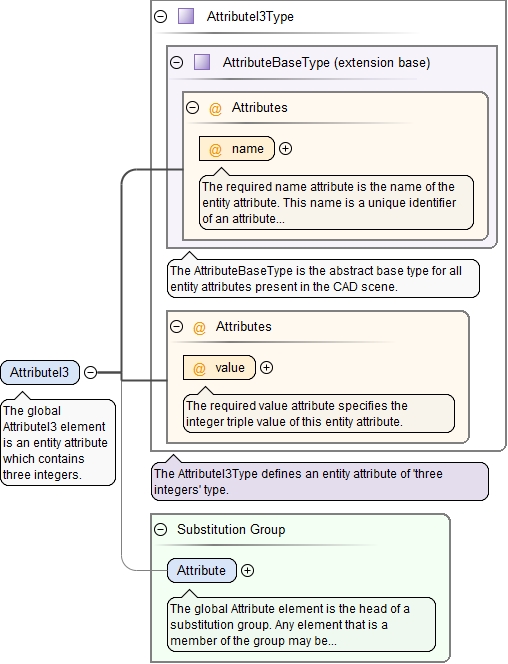 AttributeI3Type
AttributeBaseType (extension base)
@ Attributes
@ name
The required name attribute is the name of the
entity attribute. This name is a unique identifier
of an attribute...
The AttributeBaseType is the abstract base type for all
entity attributes present in the CAD scene.
@ Attributes
@ value
The required value attribute specifies the
integer triple value of this entity attribute.
AttributeI3
The global
AttributeI3 element
is an entity attribute
which contains
three integers.
The AttributeI3Type defines an entity attribute of 'three
integers' type.
Substitution Group
Attribute
The global Attribute element is the head of a
substitution group. Any element that is a
member of the group may be...